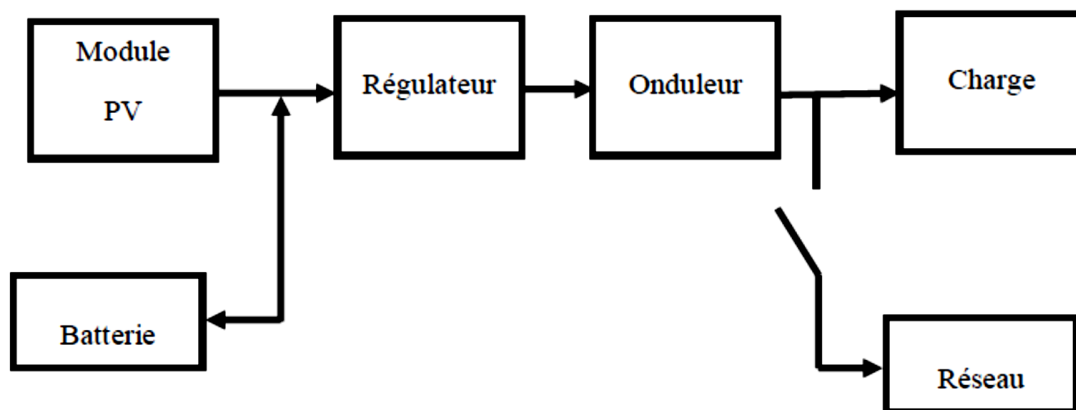 Module
PV
Régulateur
Onduleur
Charge
Batterie
Réseau